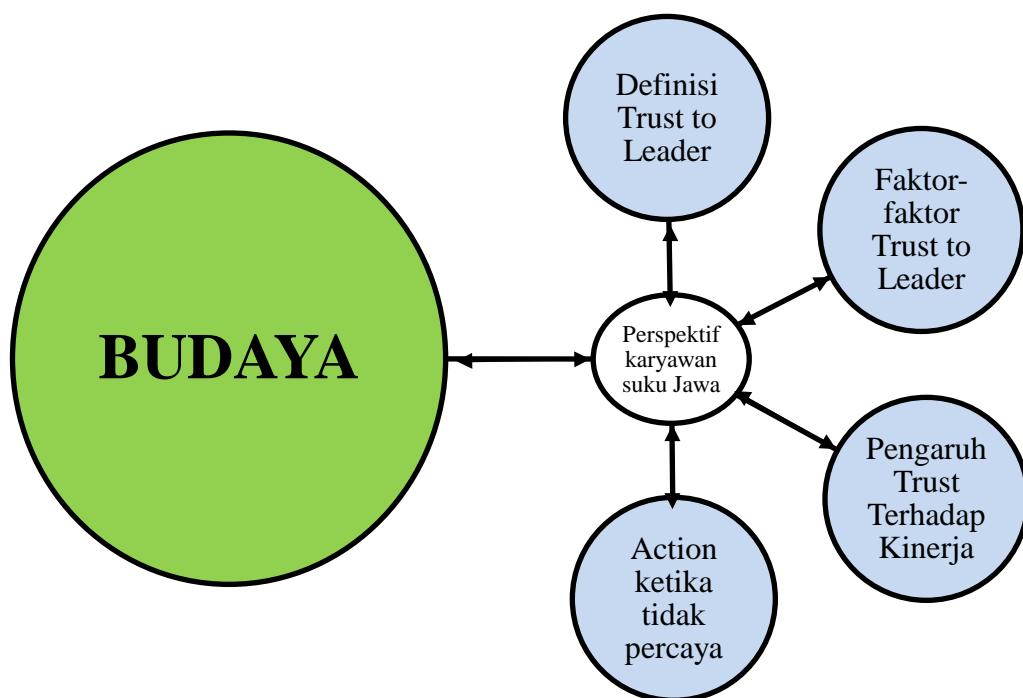 Definisi
Trust to
Leader
Faktor-
faktor
Trust to
Leader
BUDAYA
Perspektif
karyawan
suku Jawa
Pengaruh
Trust
Terhadap
Kinerja
Action
ketika
tidak
percaya